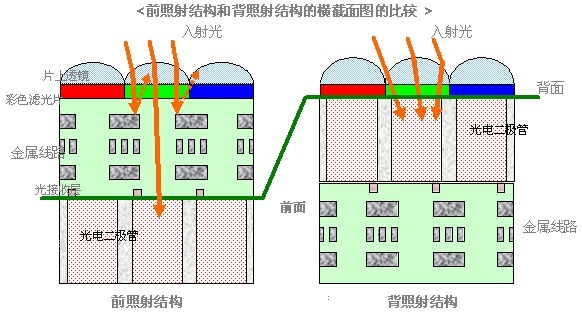 <前照射结构和背照射结构的横截面图的比较 >
入射光
入射光
片上透镜
彩色滤光片
背面
光电二极管
金属线路
光接收层
前面
金属线路
光电二极管
前照射结构
背照射结构